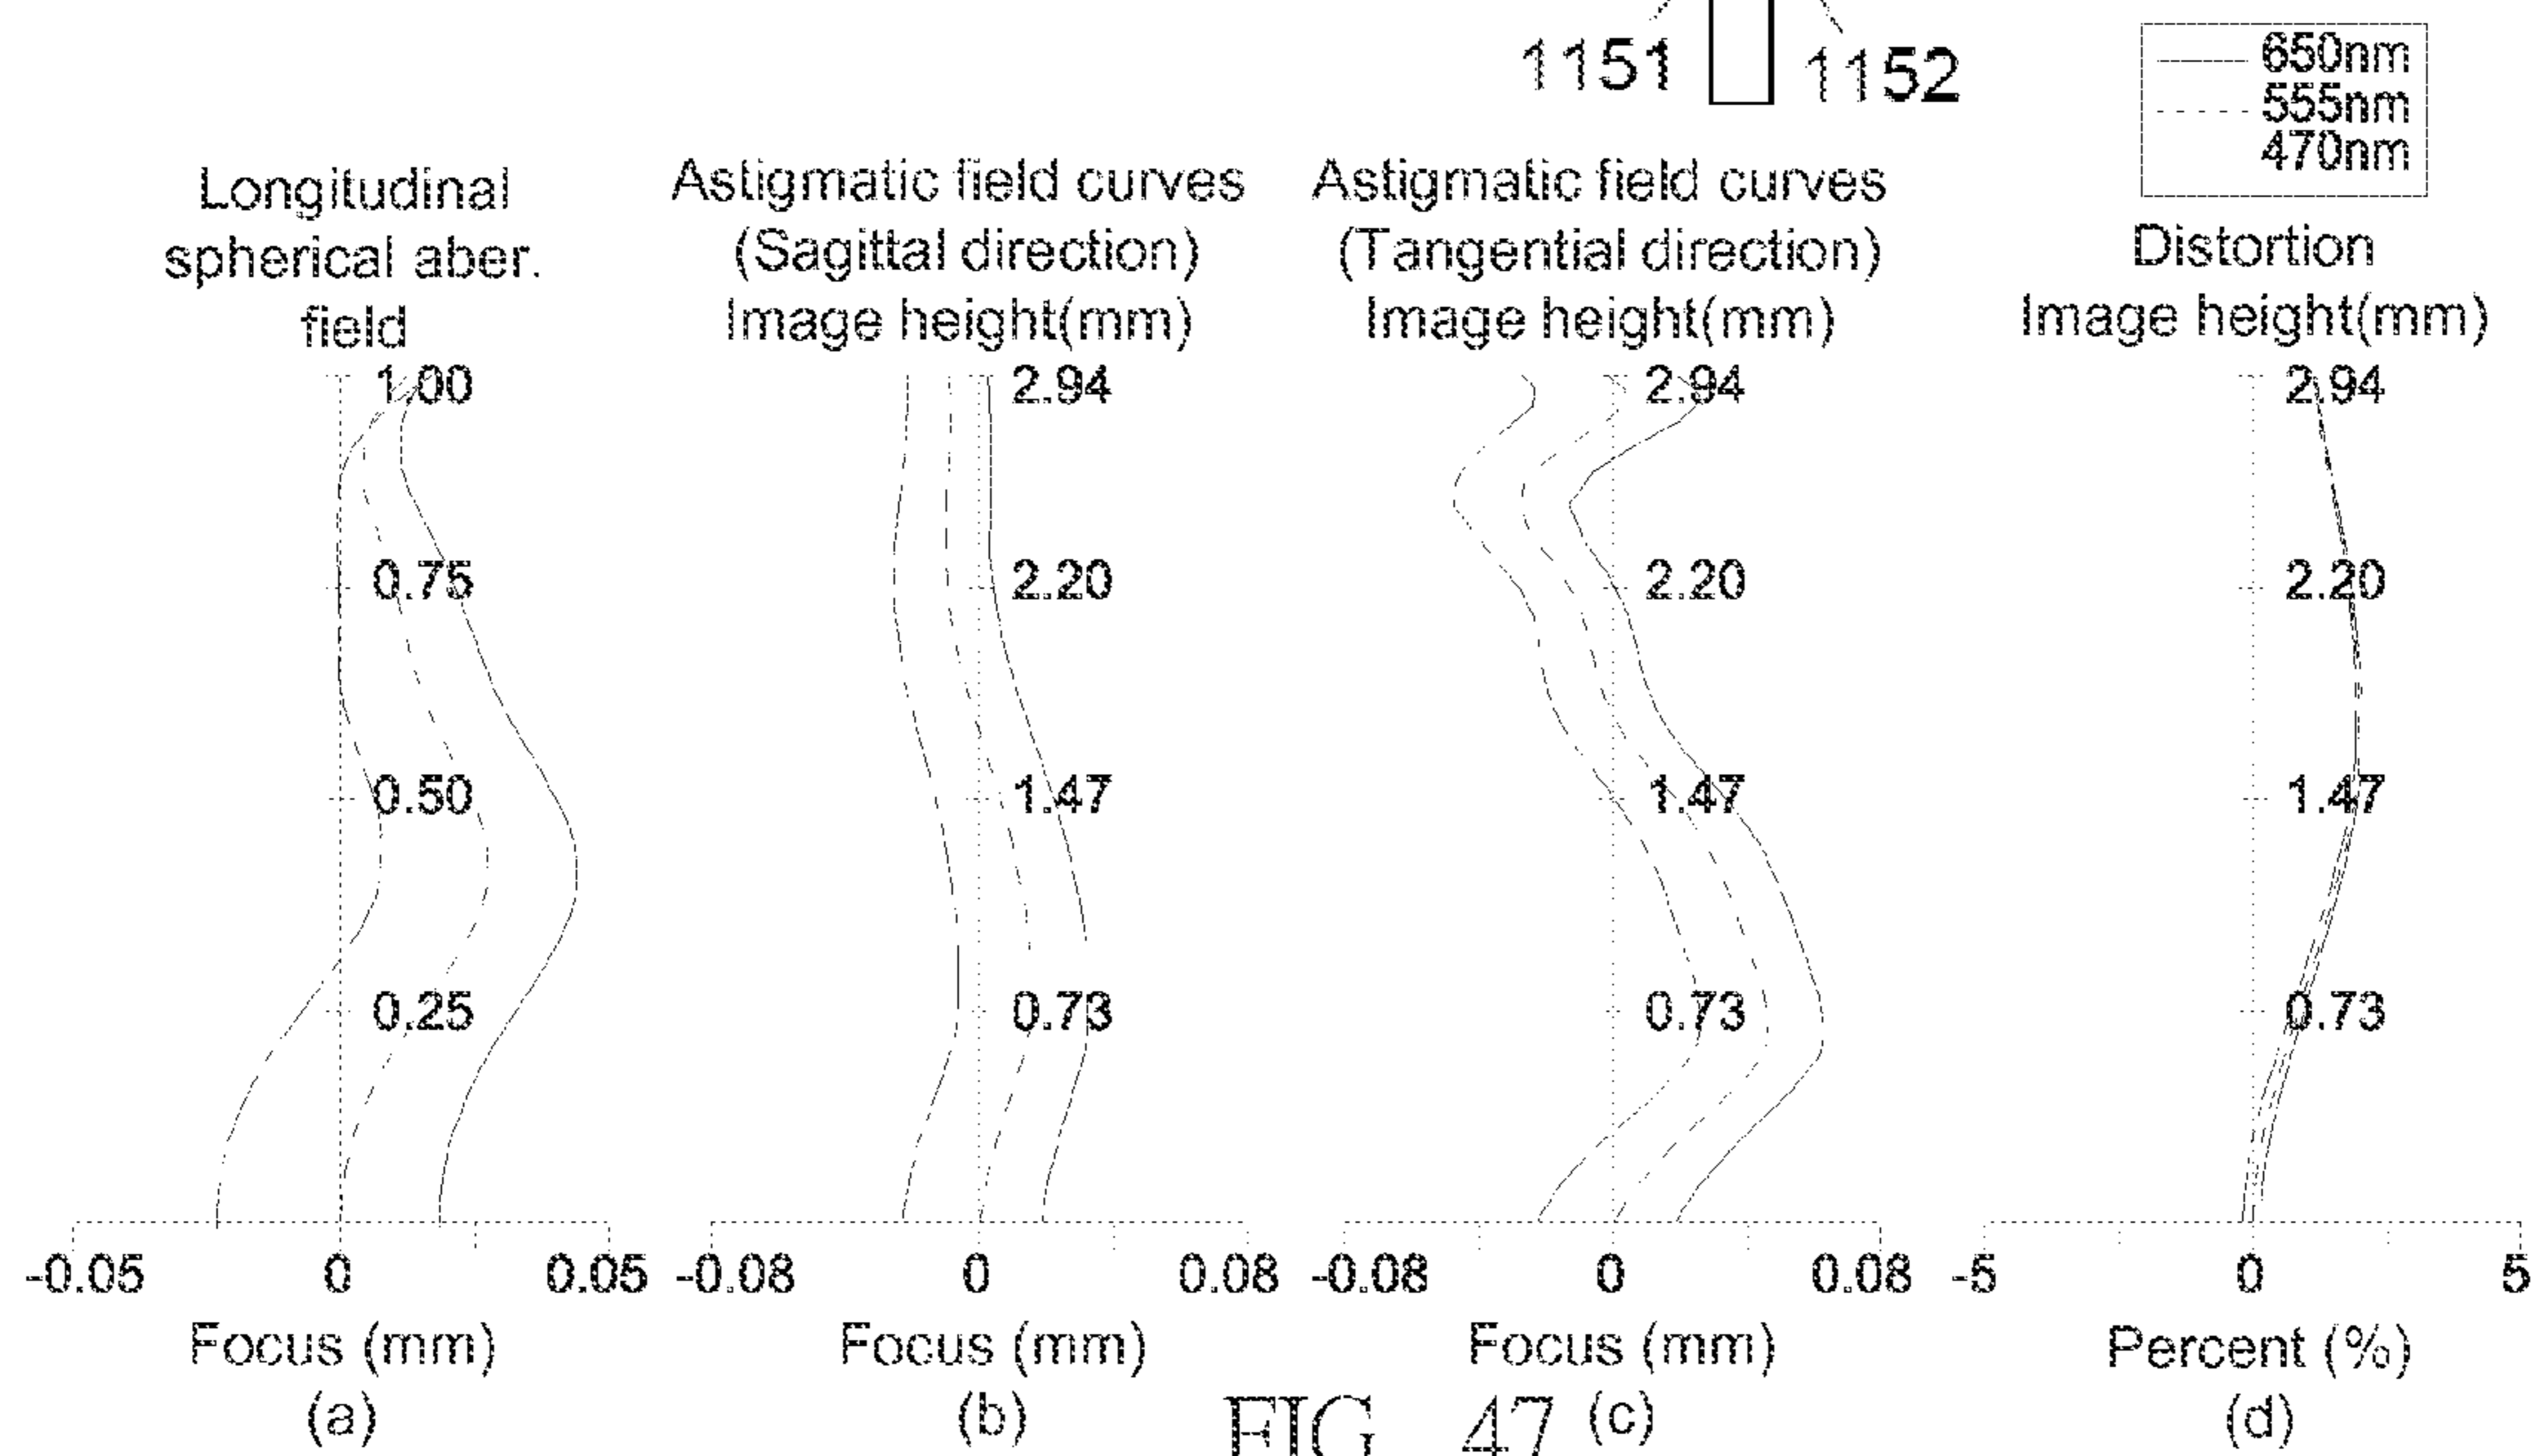 1151 1152
650nm
555nm
470nm
Longitudinal
spherical aber.
field
1.00
0.75
0.50
0.25
-0.05 0 0.05
Focus (mm)
(a)
Astigmatic field curves
(Sagittal direction)
Image height(mm)
2.94
2.20
1.47
0.73
-0.08 0 0.08
Focus (mm)
(b)
Astigmatic field curves
(Tangential direction)
Image height(mm)
2.94
2.20
1.47
0.73
-0.08 0 0.08
Focus (mm)
(c)
Distortion
Image height(mm)
2.94
2.20
1.47
0.73
-5 0 5
Percent (%)
(d)
FIG. 47